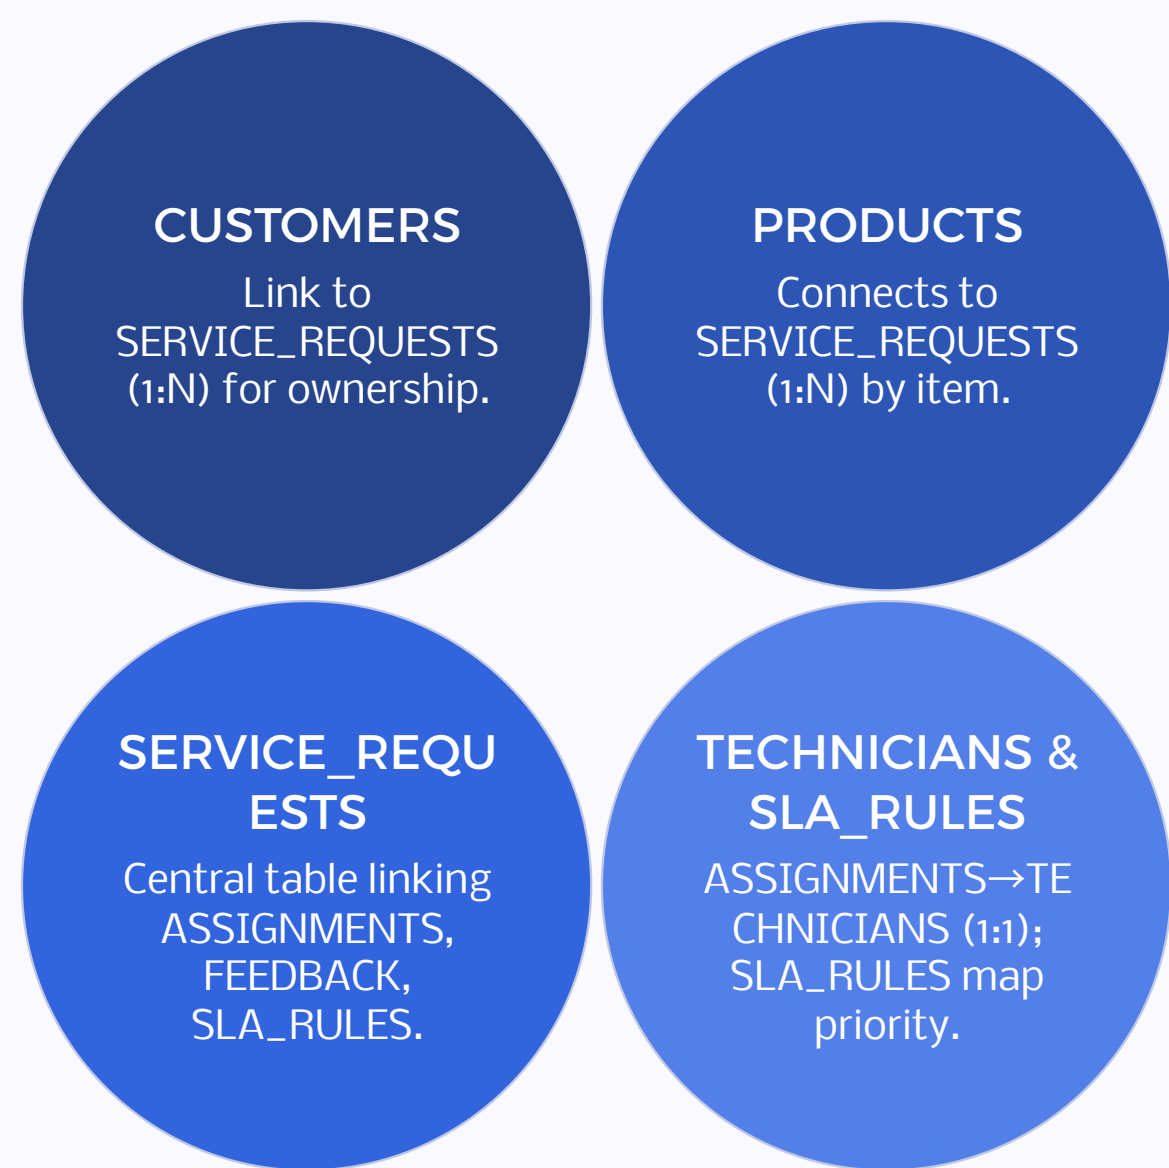 CUSTOMERS
Link to
SERVICE_REQUESTS
(1:N) for ownership.
PRODUCTS
Connects to
SERVICE_REQUESTS
(1:N) by item.
SERVICE_REQU
ESTS
Central table linking
ASSIGNMENTS,
FEEDBACK,
SLA_RULES.
TECHNICIANS &
SLA_RULES
ASSIGNMENTS→TE
CHNICIANS (1:1);
SLA_RULES map
priority.